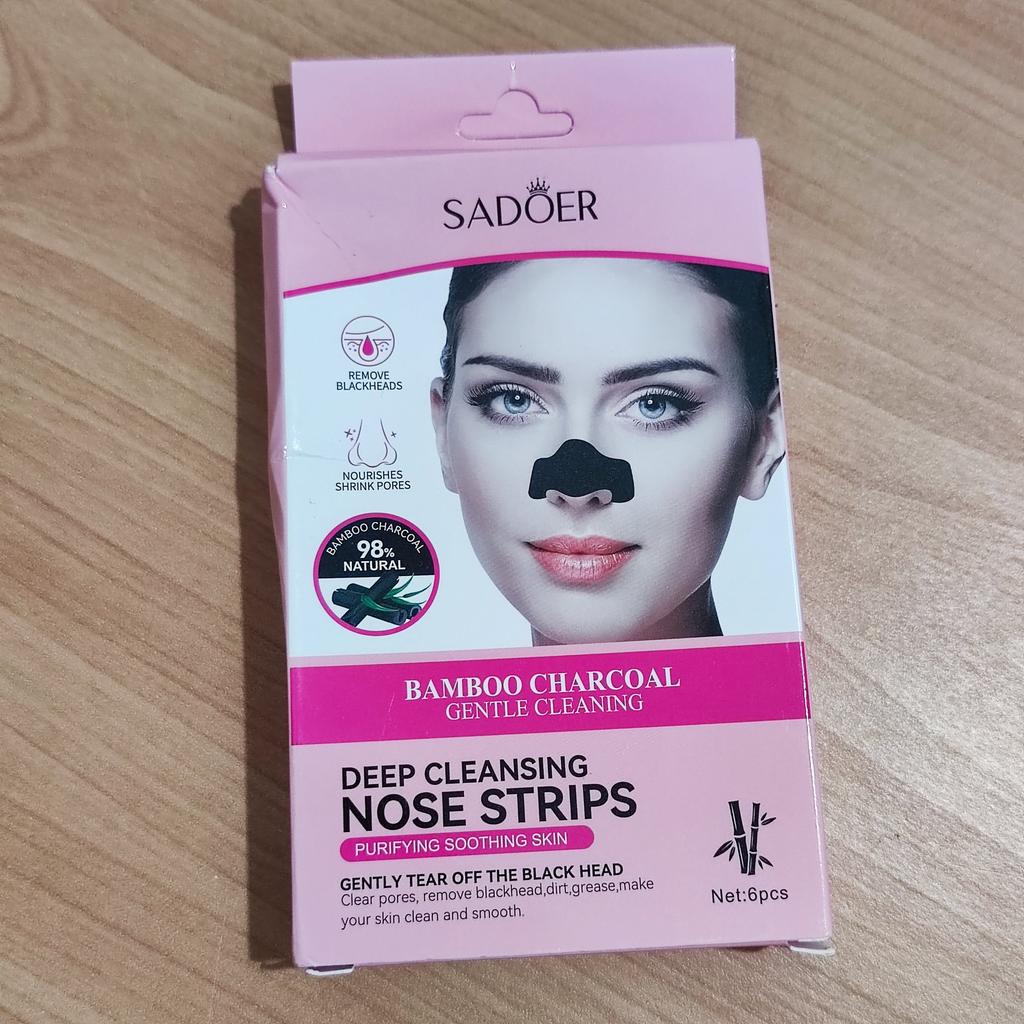 SADOER
REMOVE
BLACKHEADS
NOURISHES
SHRINK PORES
BAMBOO CHARCOAL
98%
NATURAL
BAMBOO CHARCOAL
GENTLE CLEANING
DEEP CLEANSING
NOSE STRIPS
PURIFYING SOOTHING SKIN
GENTLY TEAR OFF THE BLACK HEAD
Clear pores, remove blackhead,dirt,grease,make
your skin clean and smooth.
Net:6pcs